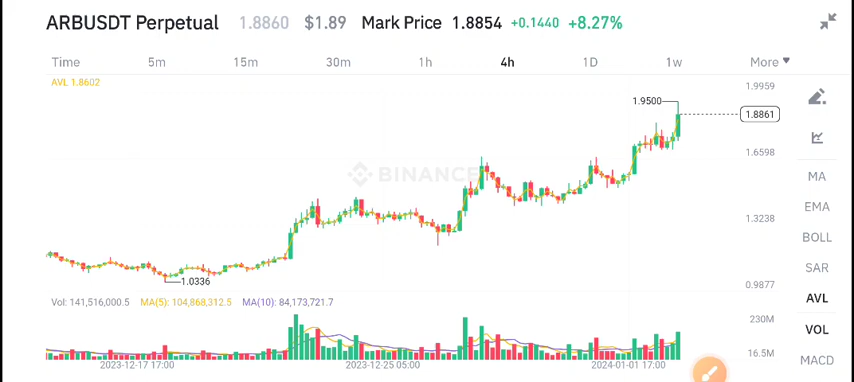 ARBUSDT Perpetual 1.8860 $1.89 Mark Price 1.8854 +0.1440 +8.27%
Time 5m 15m 30m 1h 4h 1D 1w More
AVL 1.8602
1.9959
1.9500
1.8861
1.6598
BINANCE
MA
EMA
1.3238
BOLL
SAR
1.0336
0.9877
AVL
Vol: 141,516,000.5 MA(5): 104,868,312.5 MA(10): 84,173,721.7
230M
VOL
16.5M
MACD
2023-12-17 17:00 2023-12-25 05:00 2024-01-01 17:00